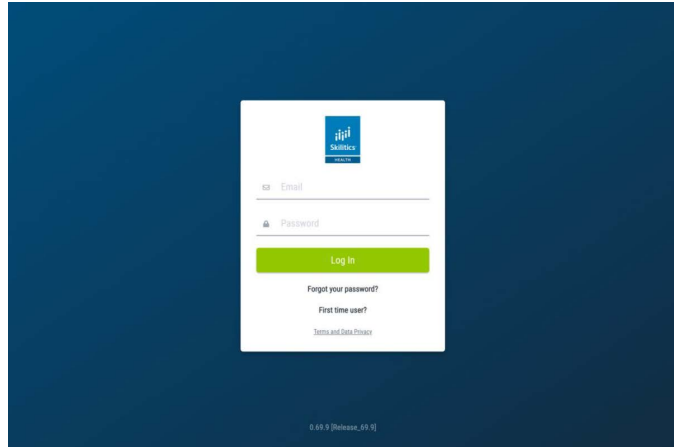 Skilitics
HEALTH
Email
Password
Log In
Forgot your password?
First time user?
Terms and Data Privacy
0.69.9 [Release_69.9]